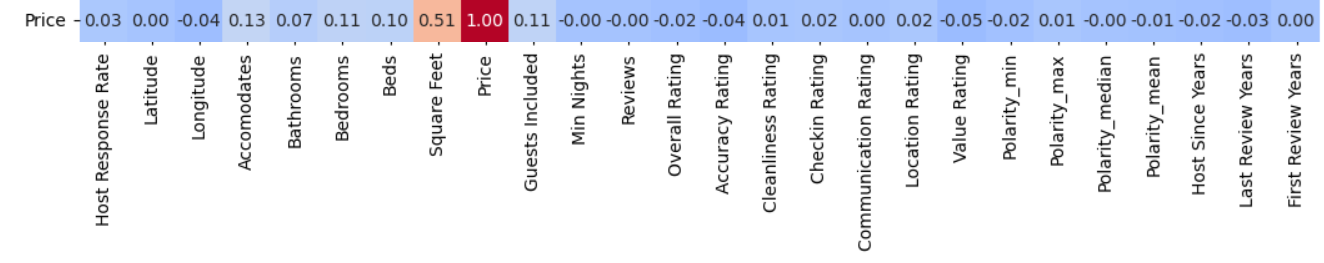 Price 0.03 0.00 -0.04 0.13 0.07 0.11 0.10 0.51 1.00 0.11 -0.00 -0.00 -0.02 -0.04 0.01 0.02 0.00 0.02 -0.05 -0.02 0.01 -0.00 -0.01 -0.02 -0.03 0.00
Host Response Rate
Latitude
Longitude
Accomodates
Bathrooms
Bedrooms
Beds
Square Feet
Price
Guests Included
Min Nights
Reviews
Overall Rating
Accuracy Rating
Cleanliness Rating
Checkin Rating
Communication Rating
Location Rating
Value Rating
Polarity_min
Polarity_max
Polarity_median
Polarity_mean
Host Since Years
Last Review Years
First Review Years